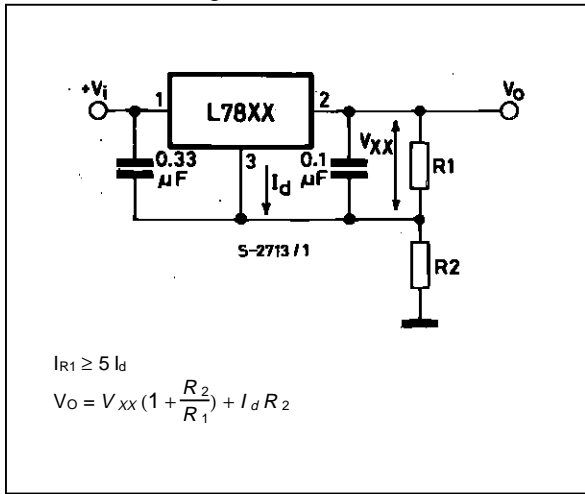 +Vi
1
L78XX
2
Vo
0.33
µF
3
Id
0.1
µF
VXX
R1
S-2713/1
R2
IR1 ≥ 5 Id
VO = VXX (1 + R2/R1) + Id R2